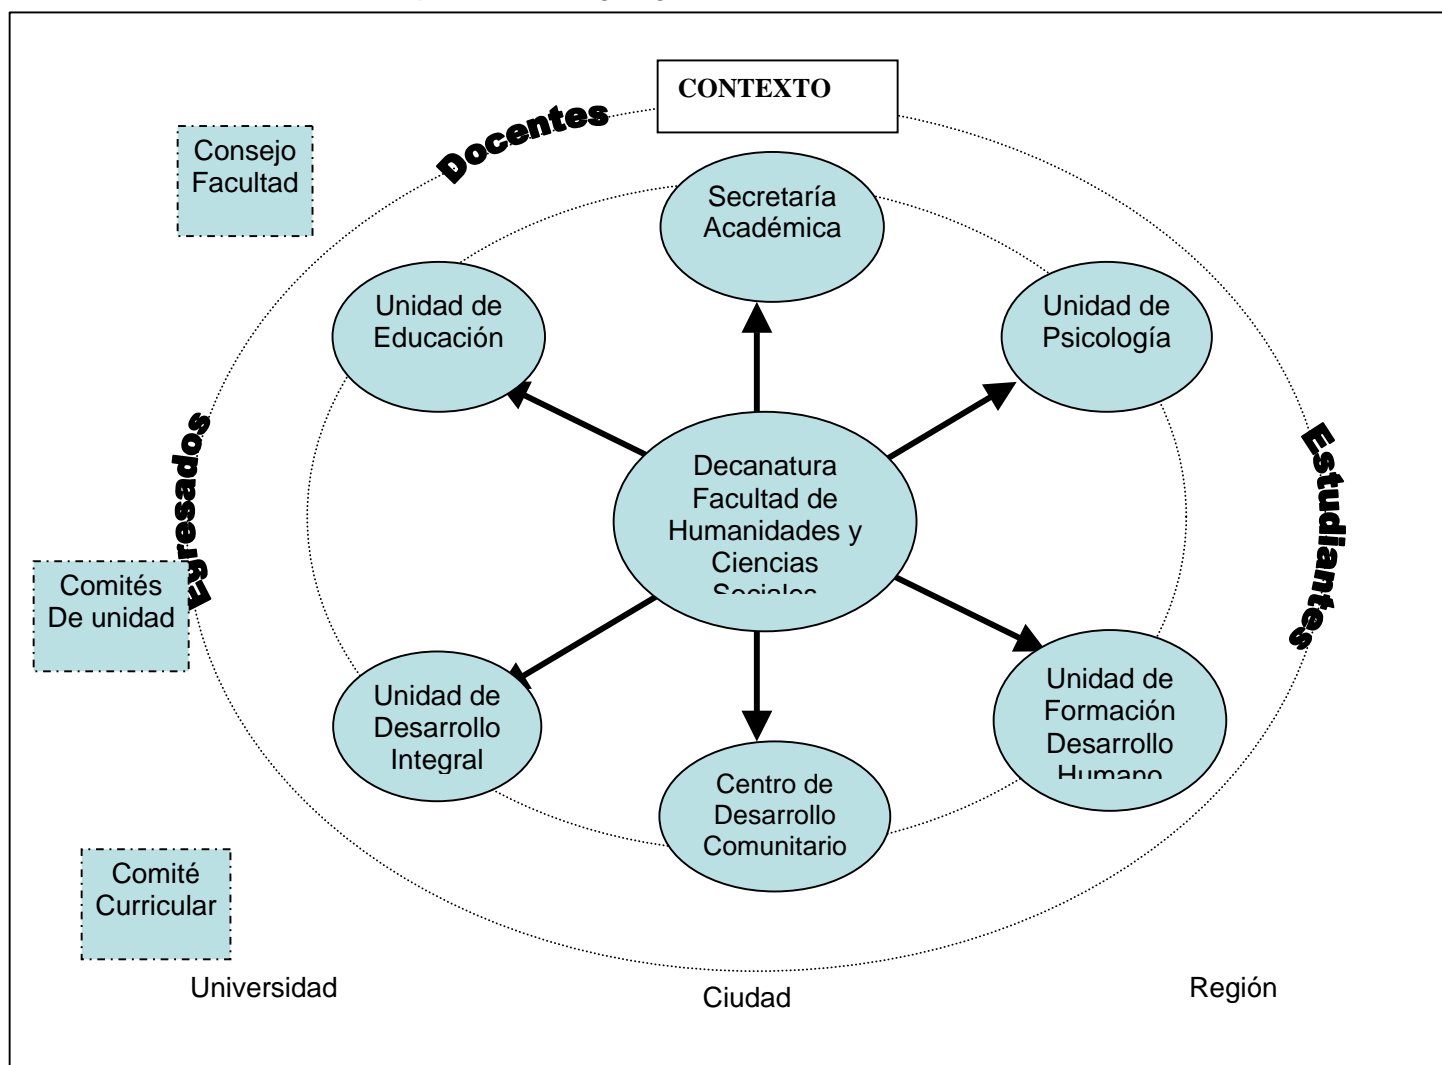 CONTEXTO
Docentes
Consejo
Facultad
Secretaría
Académica
Unidad de
Educación
Unidad de
Psicología
Egresados
Estudiantes
Decanatura
Facultad de
Humanidades y
Ciencias
Sociales
Comités
De unidad
Unidad de
Desarrollo
Integral
Centro de
Desarrollo
Comunitario
Unidad de
Formación
Desarrollo
Humano
Comité
Curricular
Universidad
Ciudad
Región